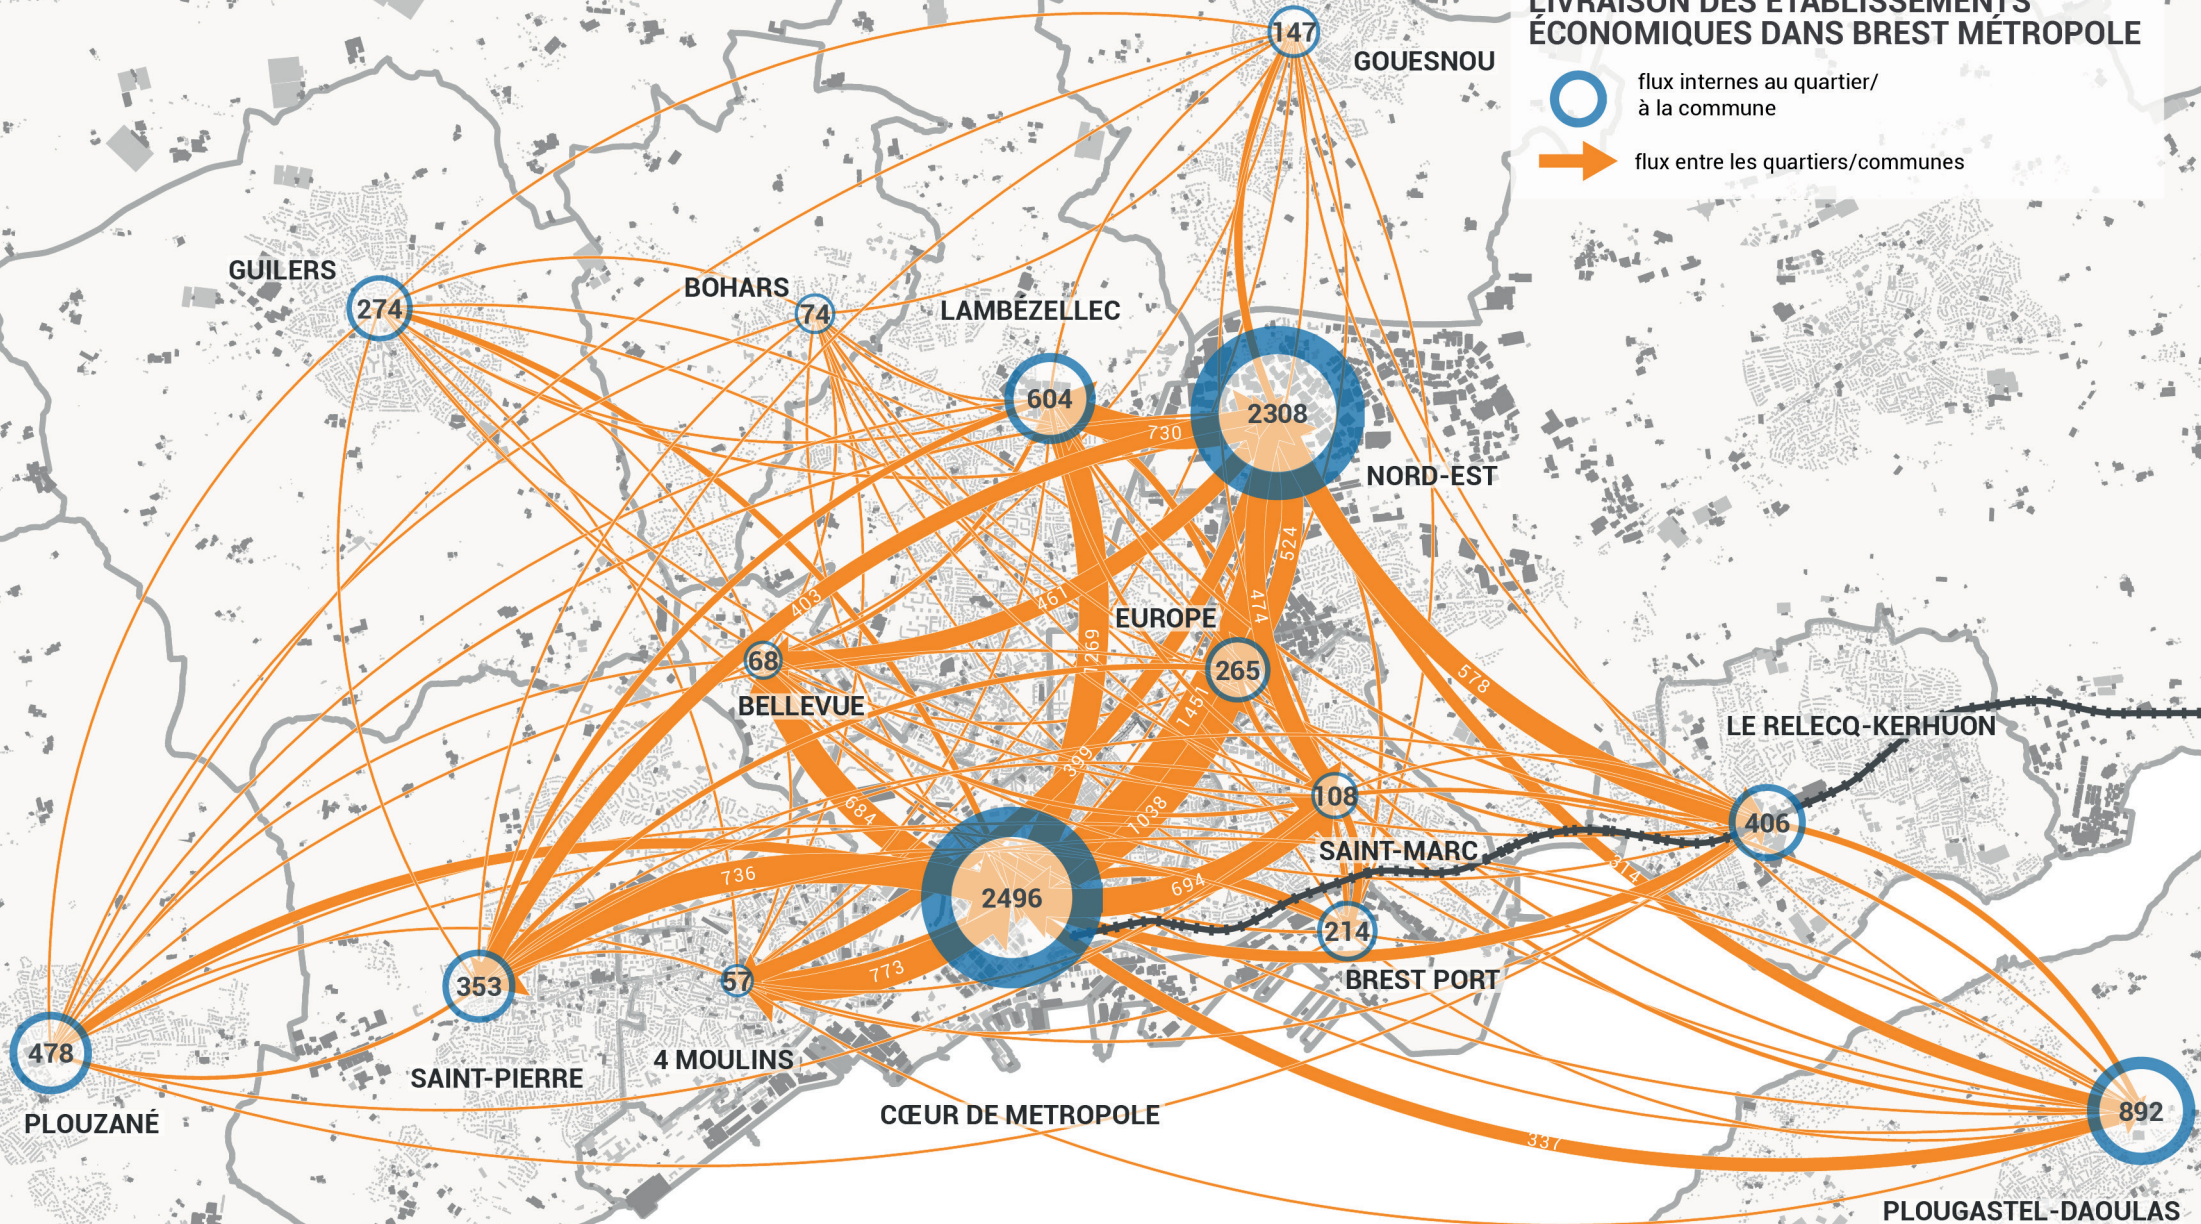 LIVRAISON DES ÉTABLISSEMENTS
ÉCONOMIQUES DANS BREST MÉTROPOLE
flux internes au quartier/
à la commune
flux entre les quartiers/communes
147
GOUESNOU
GUILERS
274
BOHARS
74
LAMBÉZELLEC
604
2308
730
NORD-EST
524
474
403
461
EUROPE
1269
68
265
BELLEVUE
1451
578
LE RELECQ-KERHUON
399
684
1038
108
406
SAINT-MARC
314
736
694
2496
214
773
57
353
BREST PORT
478
4 MOULINS
SAINT-PIERRE
PLOUZANÉ
CŒUR DE METROPOLE
892
337
PLOUGASTEL-DAOULAS